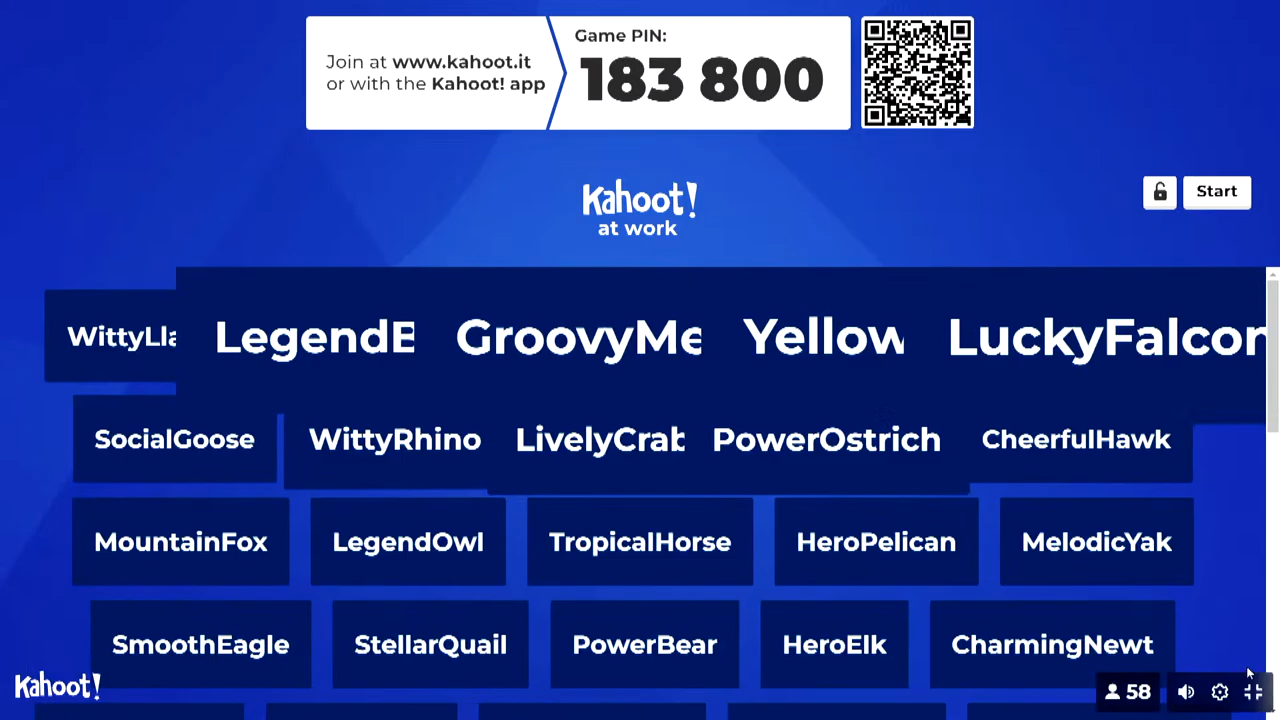 Join at www.kahoot.it
or with the Kahoot! app
Game PIN:
183 800
Kahoot!
at work
Start
WittyLla LegendE GroovyMe Yellow LuckyFalcon
SocialGoose WittyRhino LivelyCrab PowerOstrich CheerfulHawk
MountainFox LegendOwl TropicalHorse HeroPelican MelodicYak
SmoothEagle StellarQuail PowerBear HeroElk CharmingNewt
Kahoot!
58